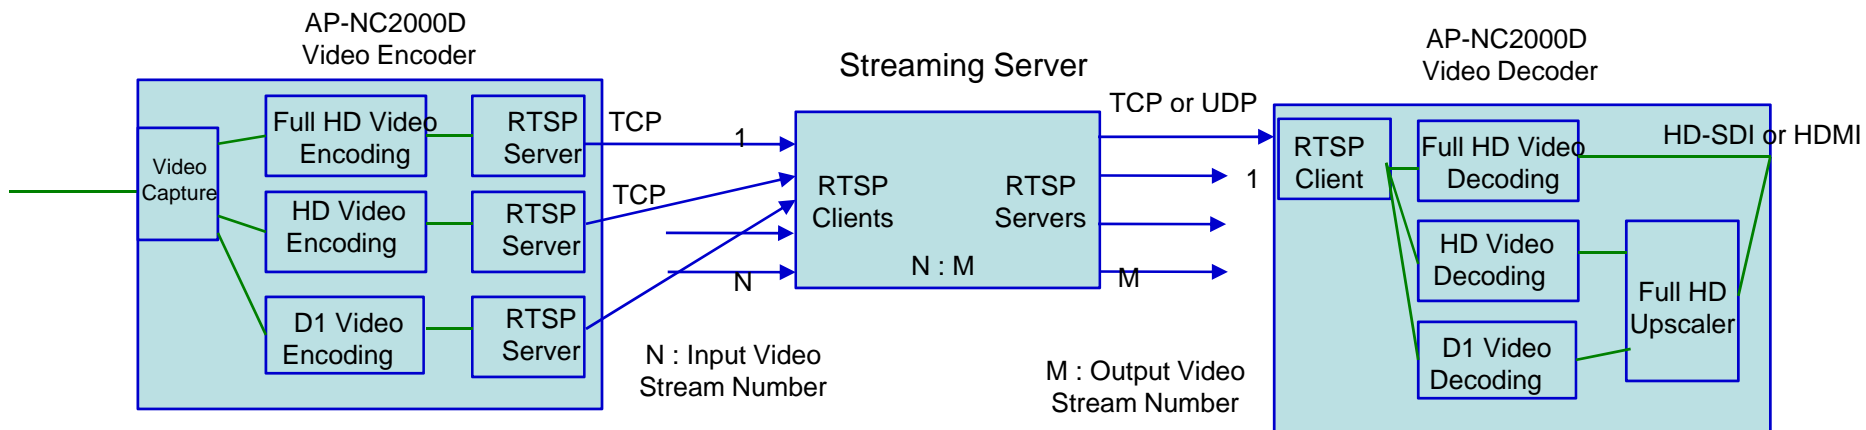 AP-NC2000D
Video Encoder
Video
Capture
Full HD Video
Encoding
RTSP
Server
HD Video
Encoding
RTSP
Server
D1 Video
Encoding
RTSP
Server
TCP
TCP
1
N
N : Input Video
Stream Number
Streaming Server
RTSP
Clients
RTSP
Servers
N : M
TCP or UDP
1
M
M : Output Video
Stream Number
AP-NC2000D
Video Decoder
RTSP
Client
Full HD Video
Decoding
HD Video
Decoding
D1 Video
Decoding
Full HD
Upscaler
HD-SDI or HDMI